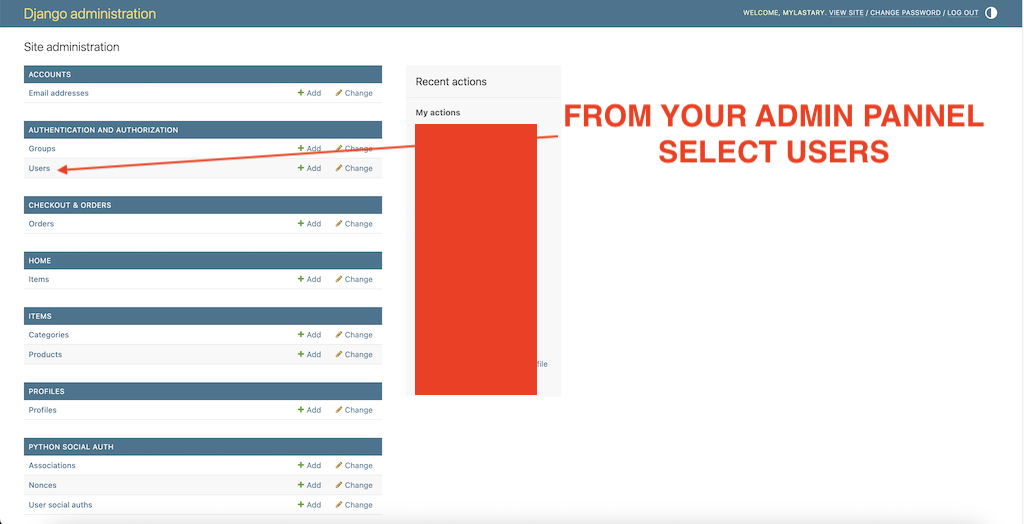 Django administration
WELCOME, MYLASTARY. VIEW SITE / CHANGE PASSWORD / LOG OUT
Site administration
ACCOUNTS
Email addresses Add Change
AUTHENTICATION AND AUTHORIZATION
Groups Add Change
Users Add Change
CHECKOUT & ORDERS
Orders Add Change
HOME
Items Add Change
ITEMS
Categories Add Change
Products Add Change
PROFILES
Profiles Add Change
PYTHON SOCIAL AUTH
Associations Add Change
Nonces Add Change
User social auths Add Change
Recent actions
My actions
file
FROM YOUR ADMIN PANNEL
SELECT USERS